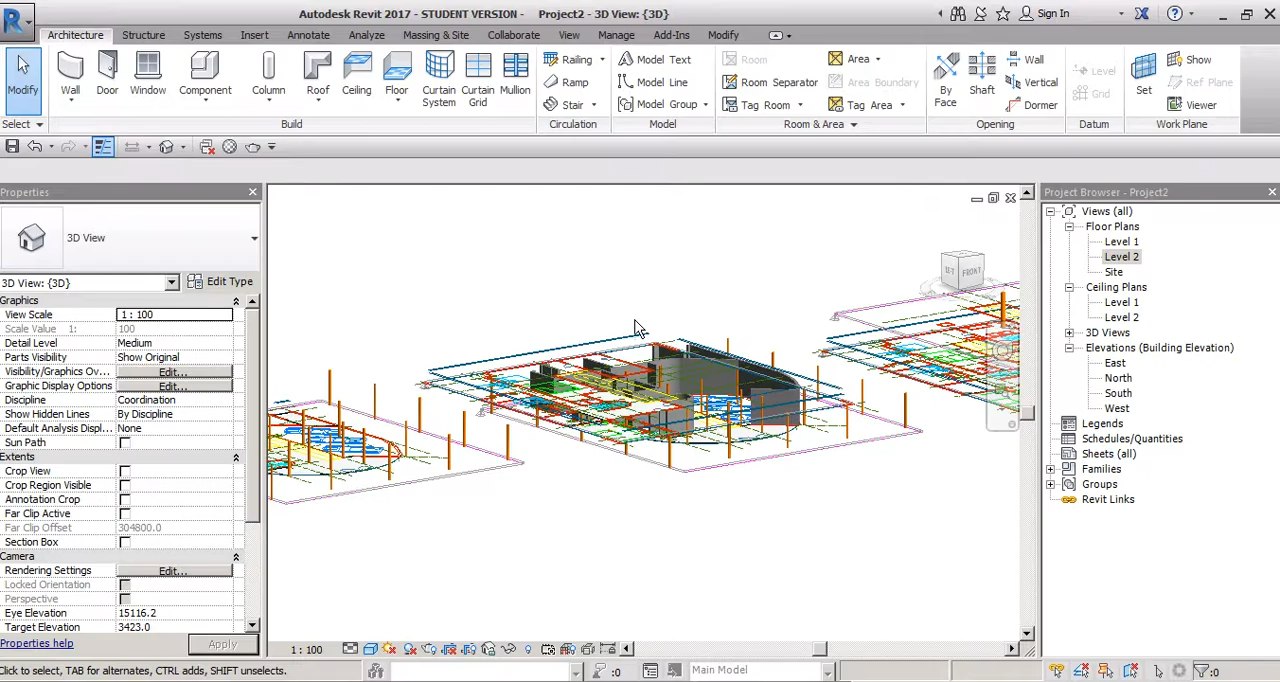 Autodesk Revit 2017 - STUDENT VERSION - Project2 - 3D View: {3D} Sign In
Architecture Structure Systems Insert Annotate Analyze Massing & Site Collaborate View Manage Add-Ins Modify
Modify Wall Door Window Component Column Roof Ceiling Floor Curtain System Curtain Grid Mullion
Railing Ramp Stair
Model Text Model Line Model Group
Room Room Separator Tag Room Area Area Boundary Tag Area
By Face Shaft Wall Vertical Dormer
Level Grid
Set Show Ref Plane Viewer
Select Build Circulation Model Room & Area Opening Datum Work Plane
Properties
3D View
3D View: {3D} Edit Type
Graphics
View Scale 1 : 100
Scale Value 1: 100
Detail Level Medium
Parts Visibility Show Original
Visibility/Graphics Ov... Edit...
Graphic Display Options Edit...
Discipline Coordination
Show Hidden Lines By Discipline
Default Analysis Displ... None
Sun Path
Extents
Crop View
Crop Region Visible
Annotation Crop
Far Clip Active
Far Clip Offset 304800.0
Section Box
Camera
Rendering Settings Edit...
Locked Orientation
Perspective
Eye Elevation 15116.2
Target Elevation 3423.0
Properties help Apply
FRONT
Project Browser - Project2
Views (all)
Floor Plans
Level 1
Level 2
Site
Ceiling Plans
Level 1
Level 2
3D Views
Elevations (Building Elevation)
East
North
South
West
Legends
Schedules/Quantities
Sheets (all)
Families
Groups
Revit Links
1 : 100
Click to select, TAB for alternates, CTRL adds, SHIFT unselects. :0 Main Model :0